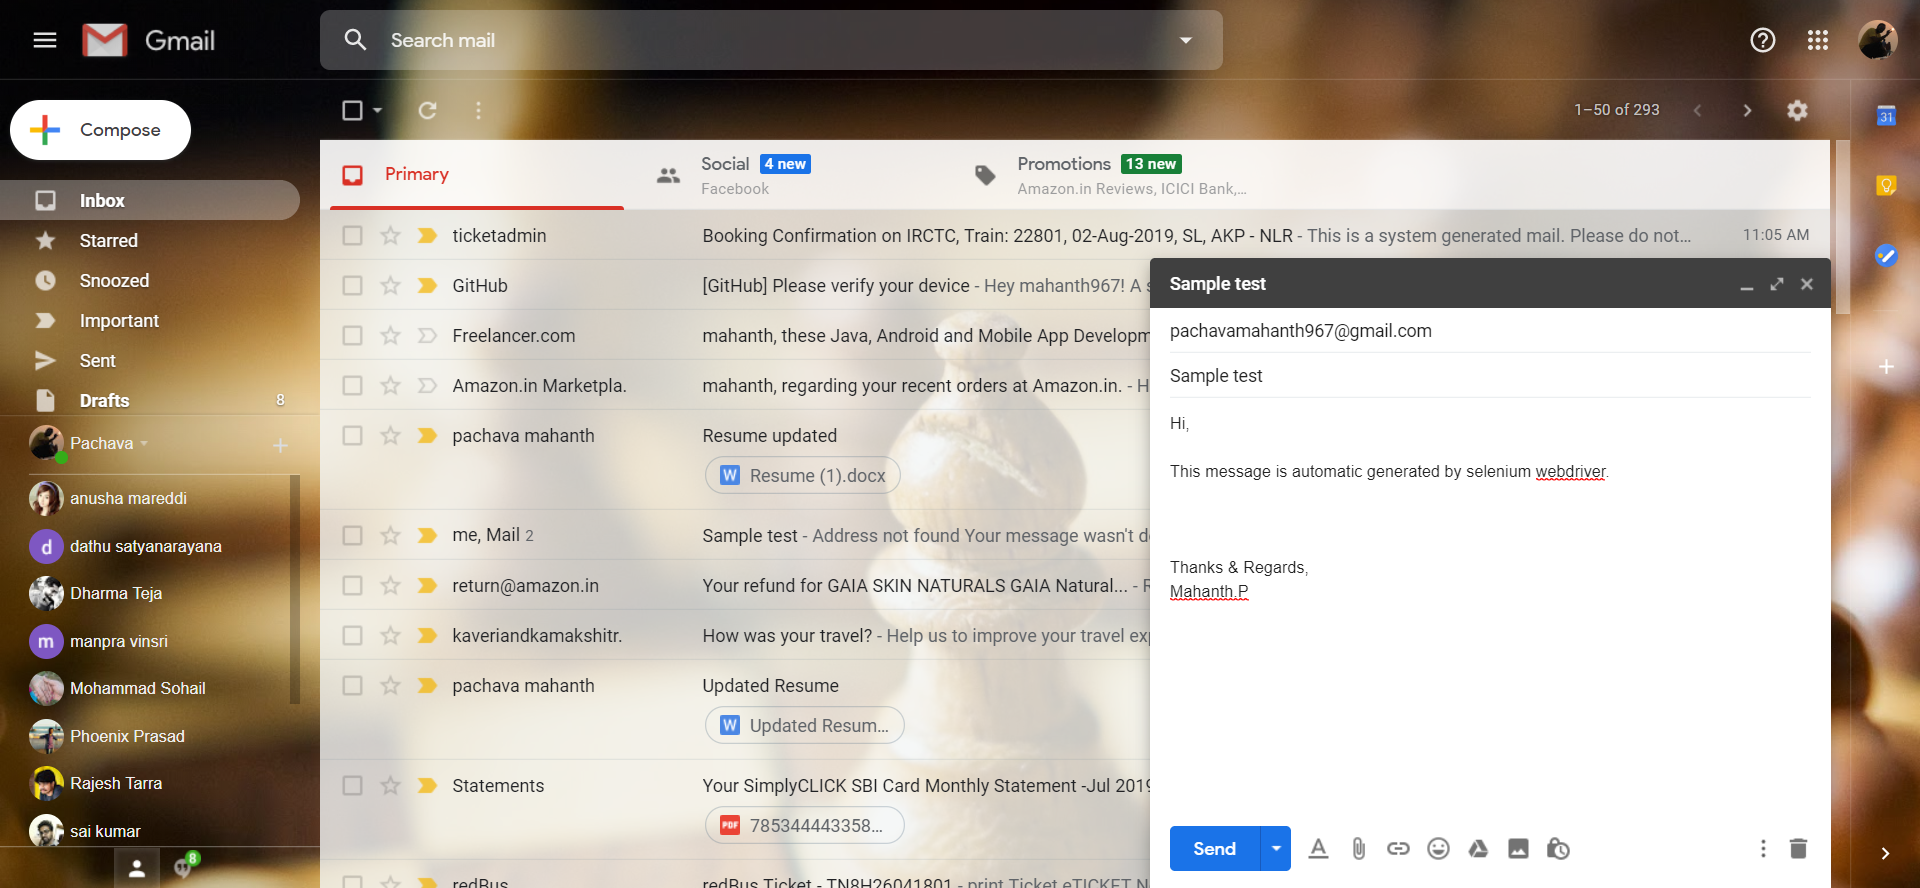 Gmail
Search mail
Compose
1–50 of 293
31
Inbox
Starred
Snoozed
Important
Sent
Drafts 8
Pachava
anusha mareddi
d dathu satyanarayana
Dharma Teja
m manpra vinsri
Mohammad Sohail
Phoenix Prasad
Rajesh Tarra
sai kumar
8
Primary
Social 4 new
Facebook
Promotions 13 new
Amazon.in Reviews, ICICI Bank,...
ticketadmin Booking Confirmation on IRCTC, Train: 22801, 02-Aug-2019, SL, AKP - NLR - This is a system generated mail. Please do not... 11:05 AM
GitHub [GitHub] Please verify your device - Hey mahanth967! A
Freelancer.com mahanth, these Java, Android and Mobile App Developm
Amazon.in Marketpla. mahanth, regarding your recent orders at Amazon.in. - H
pachava mahanth Resume updated
W Resume (1).docx
me, Mail 2 Sample test - Address not found Your message wasn't d
return@amazon.in Your refund for GAIA SKIN NATURALS GAIA Natural... - R
kaveriandkamakshitr. How was your travel? - Help us to improve your travel exp
pachava mahanth Updated Resume
W Updated Resum...
Statements Your SimplyCLICK SBI Card Monthly Statement -Jul 2019
PDF 785344443358...
redBus redBus Ticket - TN8H26041801 - print Ticket eTICKET N
Sample test
pachavamahanth967@gmail.com
Sample test
Hi,
This message is automatic generated by selenium webdriver.
Thanks & Regards,
Mahanth.P
Send